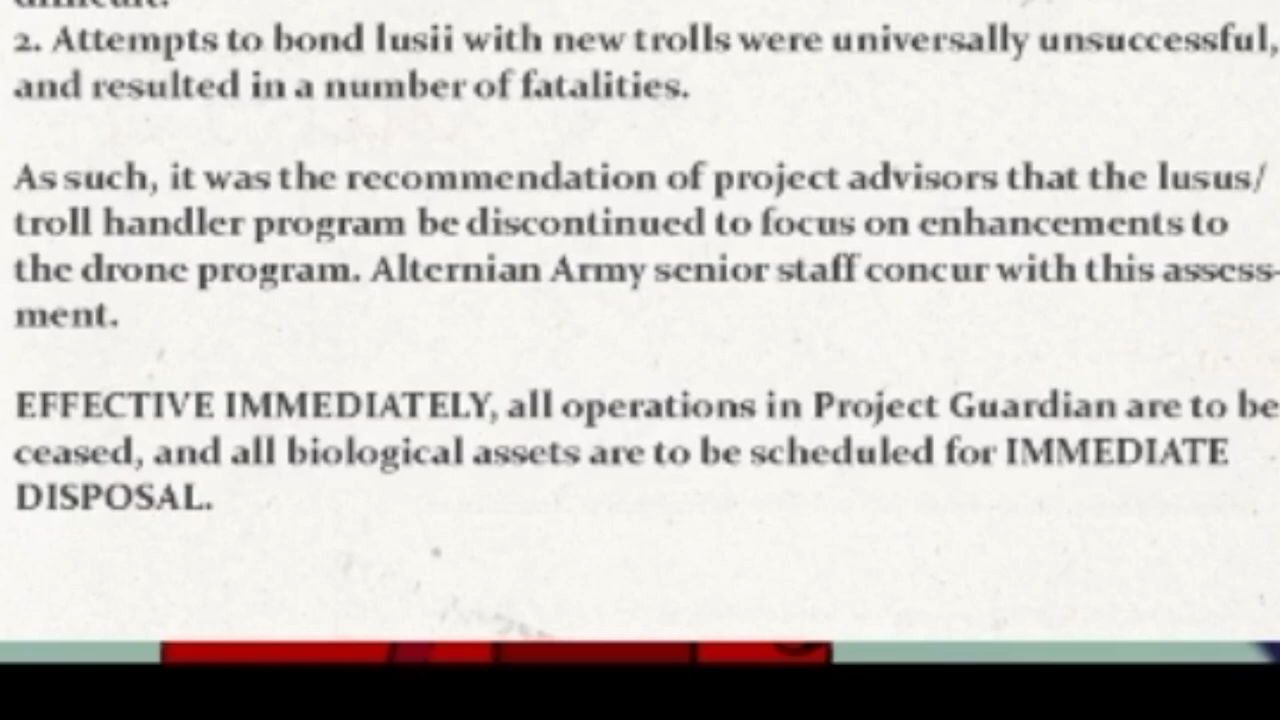 difficult.
2. Attempts to bond lusii with new trolls were universally unsuccessful,
and resulted in a number of fatalities.
As such, it was the recommendation of project advisors that the lusus/
troll handler program be discontinued to focus on enhancements to
the drone program. Alternian Army senior staff concur with this assess-
ment.
EFFECTIVE IMMEDIATELY, all operations in Project Guardian are to be
ceased, and all biological assets are to be scheduled for IMMEDIATE
DISPOSAL.